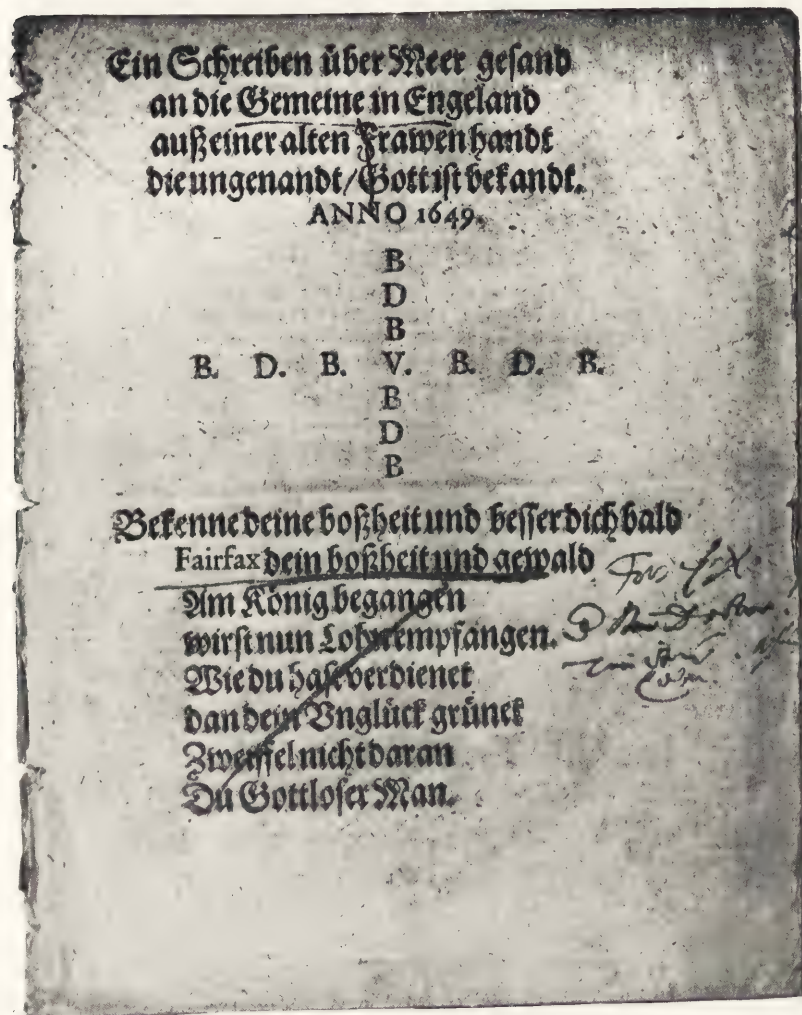 Ein Schreiben über Meer gesand
an die Gemeine in Engeland
auß einer alten Frawen handt
die ungenandt/Gott ist bekandt.
ANNO 1649.
B
D
B
B. D. B. V. B. D. B.
B
D
B
Bekenne deine boßheit und besser dich bald
Fairfax dein boßheit und gewald
Am König begangen
wirst nun Lohn empfangen.
Wie du hast verdienet
dan dein Vnglück grünet
Zweiffel nicht daran
Du Gottloser Man.